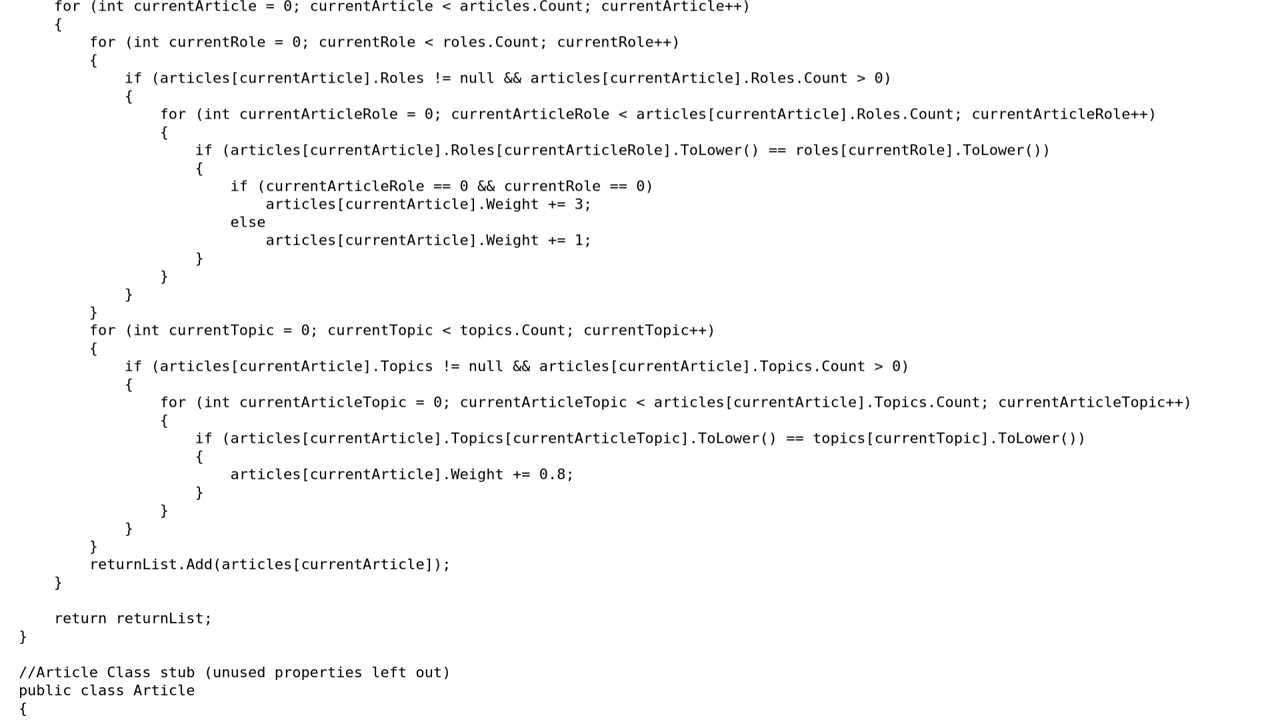 for (int currentArticle = 0; currentArticle < articles.Count; currentArticle++)
{
for (int currentRole = 0; currentRole < roles.Count; currentRole++)
{
if (articles[currentArticle].Roles != null && articles[currentArticle].Roles.Count > 0)
{
for (int currentArticleRole = 0; currentArticleRole < articles[currentArticle].Roles.Count; currentArticleRole++)
{
if (articles[currentArticle].Roles[currentArticleRole].ToLower() == roles[currentRole].ToLower())
{
if (currentArticleRole == 0 && currentRole == 0)
articles[currentArticle].Weight += 3;
else
articles[currentArticle].Weight += 1;
}
}
}
}
for (int currentTopic = 0; currentTopic < topics.Count; currentTopic++)
{
if (articles[currentArticle].Topics != null && articles[currentArticle].Topics.Count > 0)
{
for (int currentArticleTopic = 0; currentArticleTopic < articles[currentArticle].Topics.Count; currentArticleTopic++)
{
if (articles[currentArticle].Topics[currentArticleTopic].ToLower() == topics[currentTopic].ToLower())
{
articles[currentArticle].Weight += 0.8;
}
}
}
}
returnList.Add(articles[currentArticle]);
}
return returnList;
}
//Article Class stub (unused properties left out)
public class Article
{